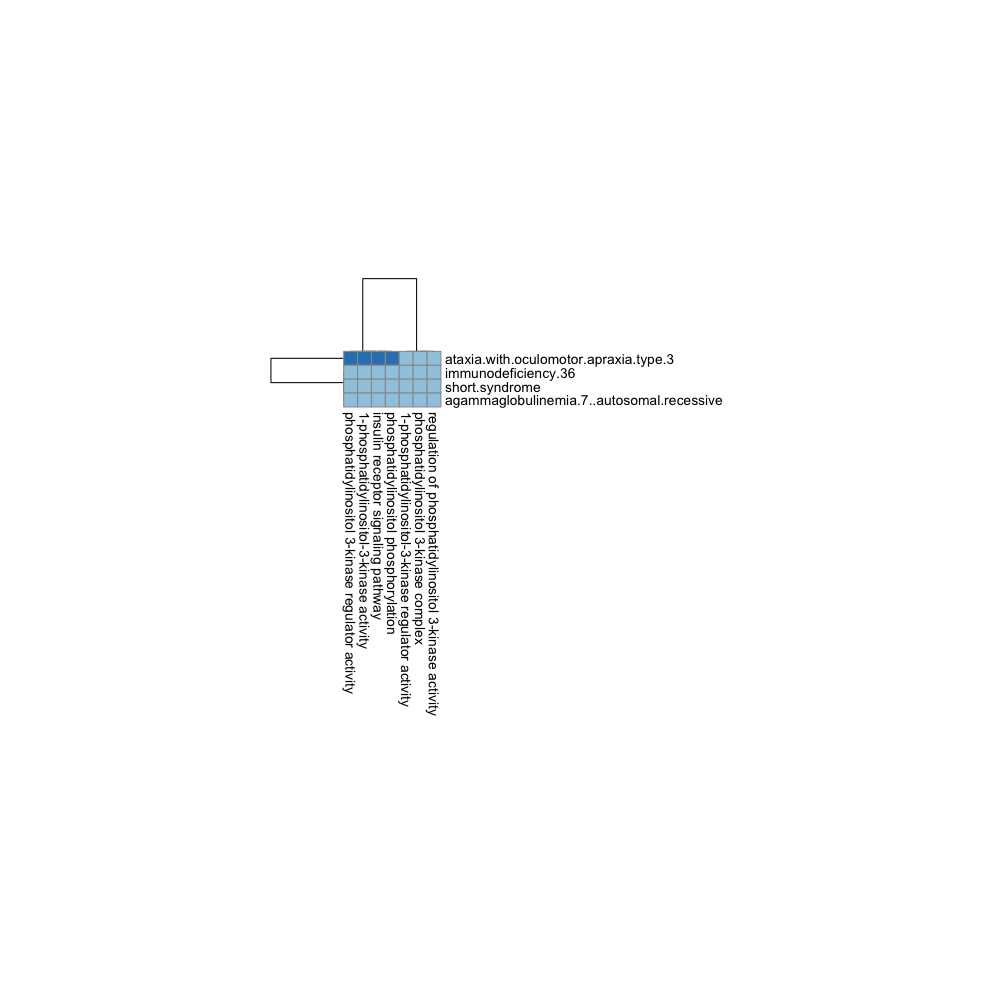 ataxia.with.oculomotor.apraxia.type.3
immunodeficiency.36
short.syndrome
agammaglobulinemia.7..autosomal.recessive
phosphatidylinositol 3-kinase regulator activity
1-phosphatidylinositol-3-kinase activity
insulin receptor signaling pathway
phosphatidylinositol phosphorylation
1-phosphatidylinositol-3-kinase regulator activity
phosphatidylinositol 3-kinase complex
regulation of phosphatidylinositol 3-kinase activity